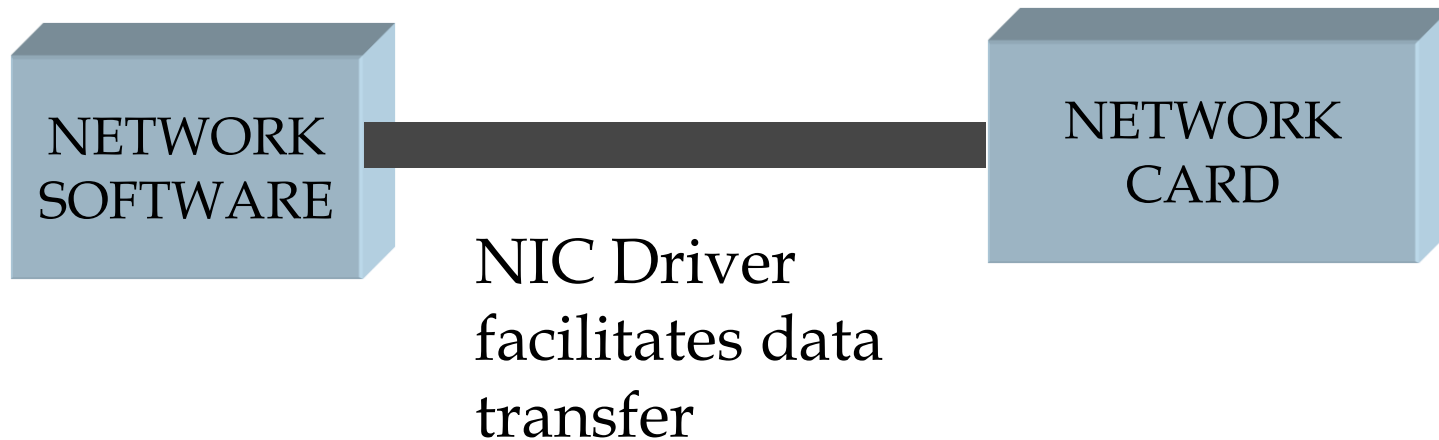 NETWORK
SOFTWARE
NETWORK
CARD
NIC Driver
facilitates data
transfer